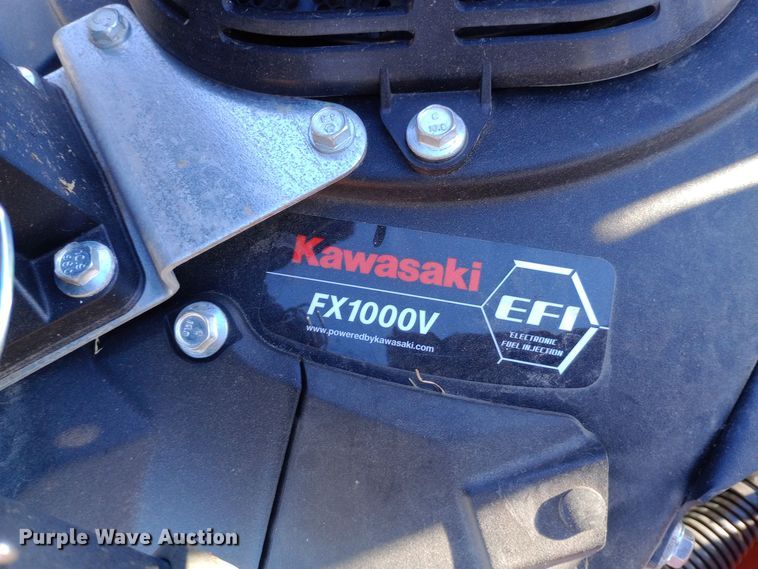 Kawasaki
FX1000V
www.poweredbykawasaki.com
EFI
ELECTRONIC
FUEL INJECTION
Purple Wave Auction